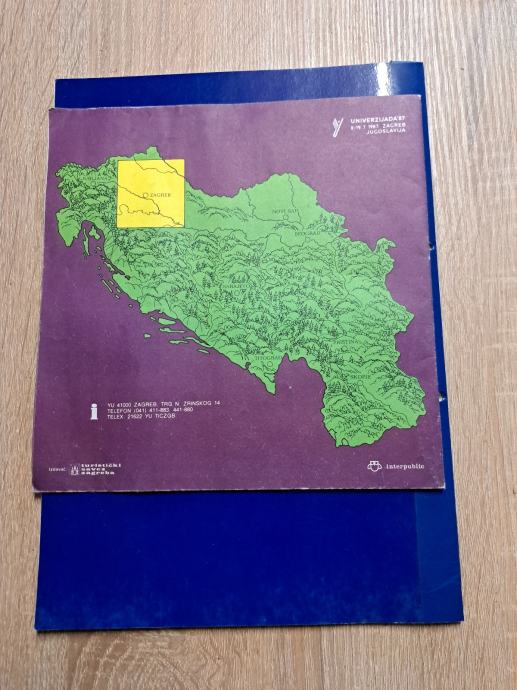 UNIVERZIJADA'87
8-19 7 1987 ZAGREB
JUGOSLAVIJA
ZAGREB
NOVI SAD
BEOGRAD
SARAJEVO
PRIŠTINA
TITOGRAD
SKOPJE
i
YU 41000 ZAGREB, TRG N. ZRINSKOG 14
TELEFON (041) 411-883, 441-880
TELEX 21622 YU TICZGB
Izdavač:
turistički
savez
zagreba
interpublic